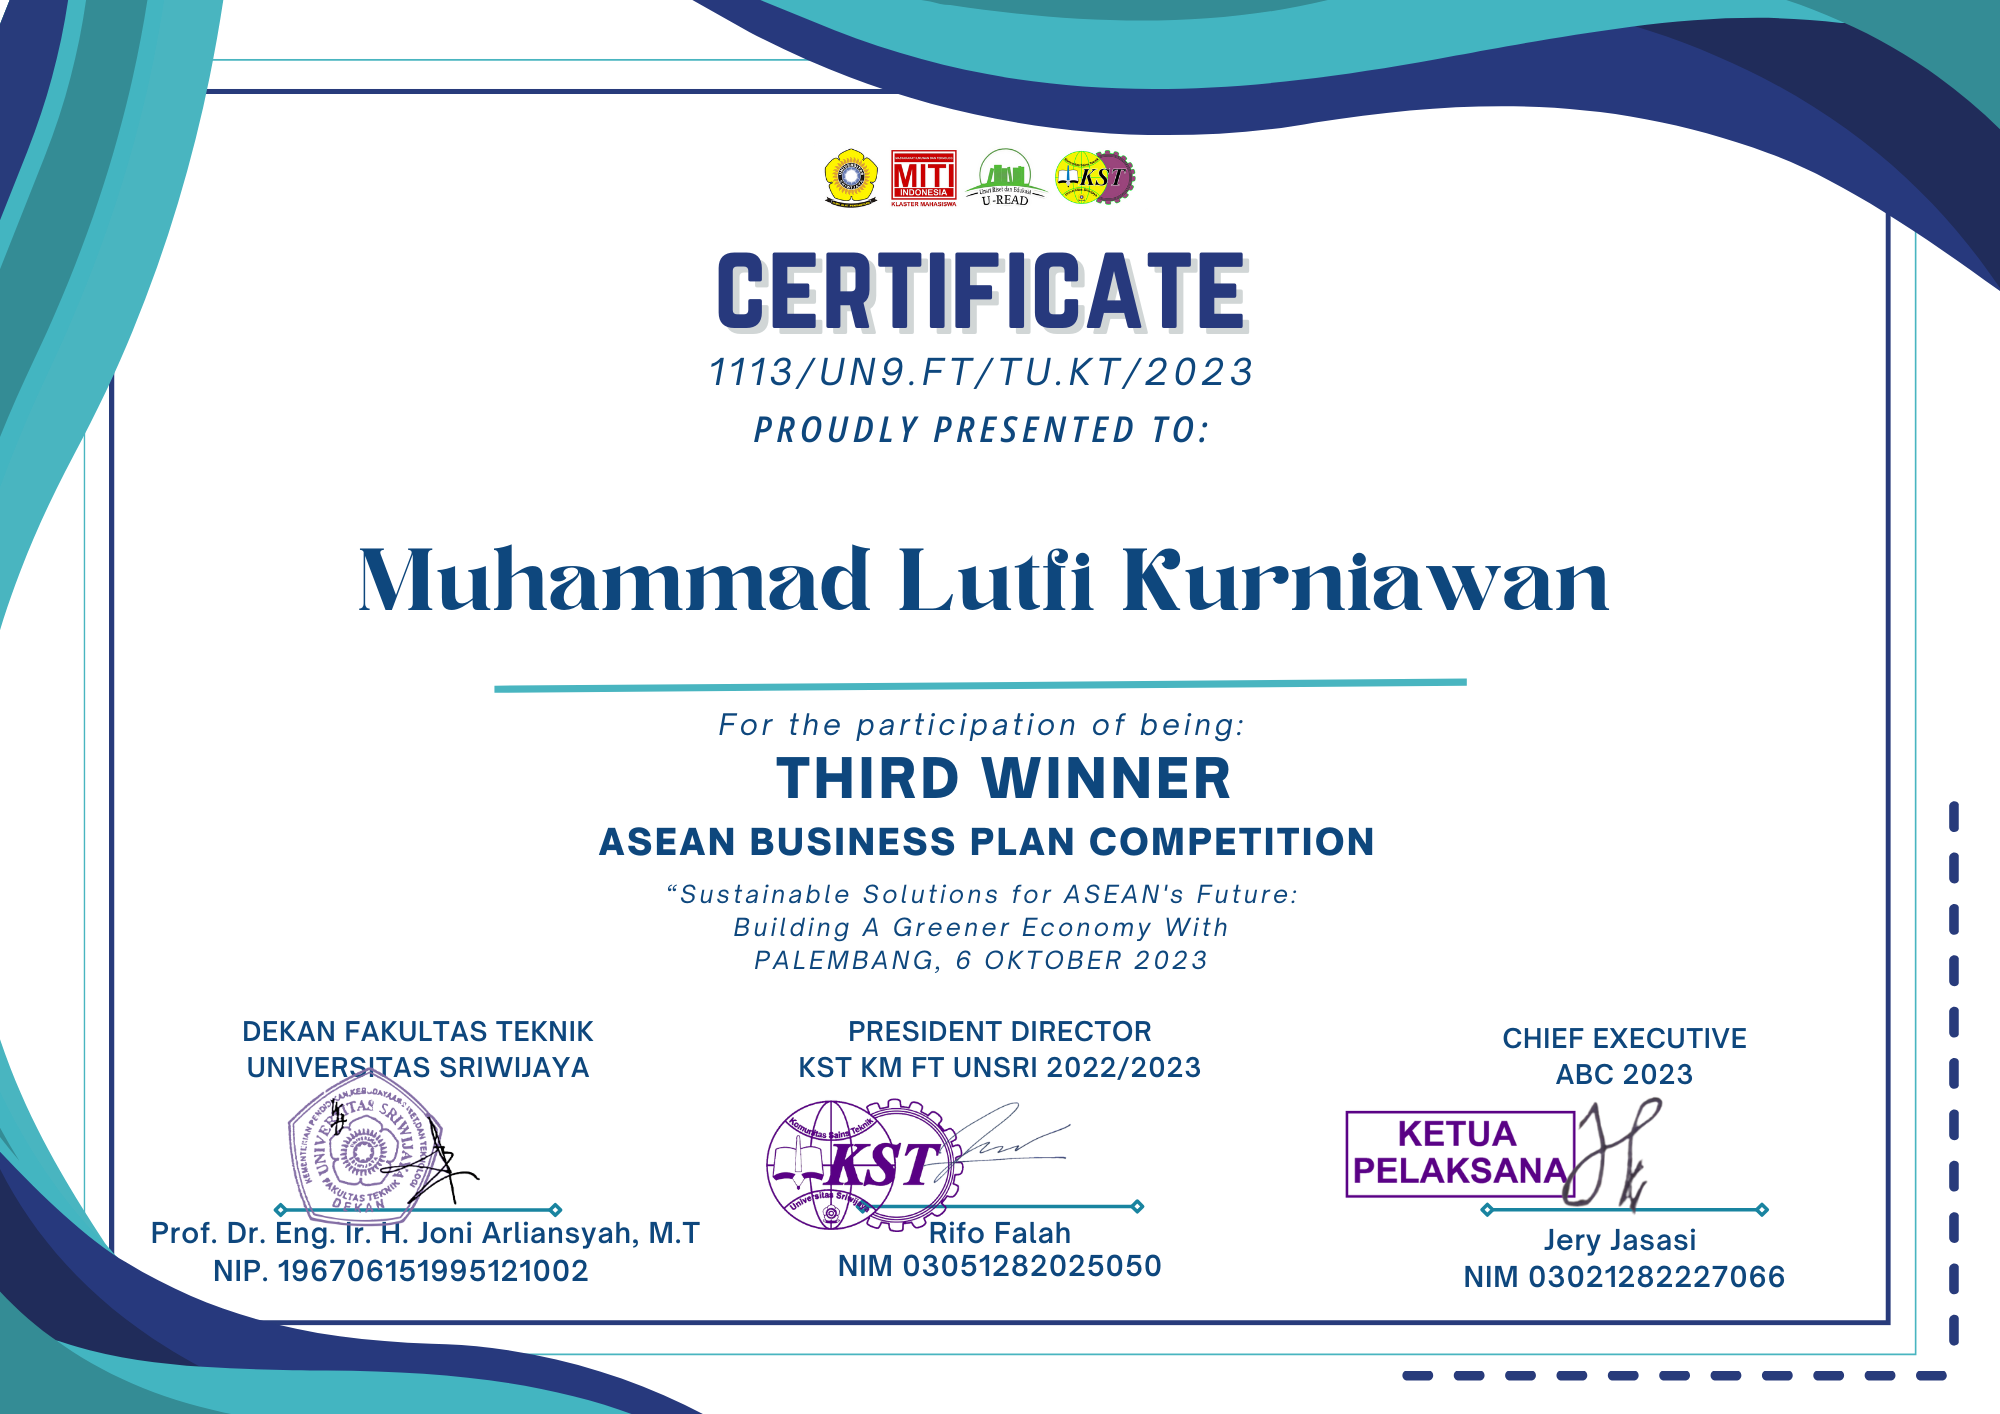 MITI
INDONESIA
KLASTER MAHASISWA
Unsri Riset dan Edukasi
U-READ
KST
CERTIFICATE
1113/UN9.FT/TU.KT/2023
PROUDLY PRESENTED TO:
Muhammad Lutfi Kurniawan
For the participation of being:
THIRD WINNER
ASEAN BUSINESS PLAN COMPETITION
“Sustainable Solutions for ASEAN's Future:
Building A Greener Economy With
PALEMBANG, 6 OKTOBER 2023
DEKAN FAKULTAS TEKNIK
UNIVERSITAS SRIWIJAYA
UNIVERSITAS SRIWIJAYA
FAKULTAS TEKNIK
DEKAN
Prof. Dr. Eng. Ir. H. Joni Arliansyah, M.T
NIP. 196706151995121002
PRESIDENT DIRECTOR
KST KM FT UNSRI 2022/2023
Komunitas Sains Teknik
KST
Universitas Sriwijaya
Rifo Falah
NIM 03051282025050
CHIEF EXECUTIVE
ABC 2023
KETUA
PELAKSANA
Jery Jasasi
NIM 03021282227066